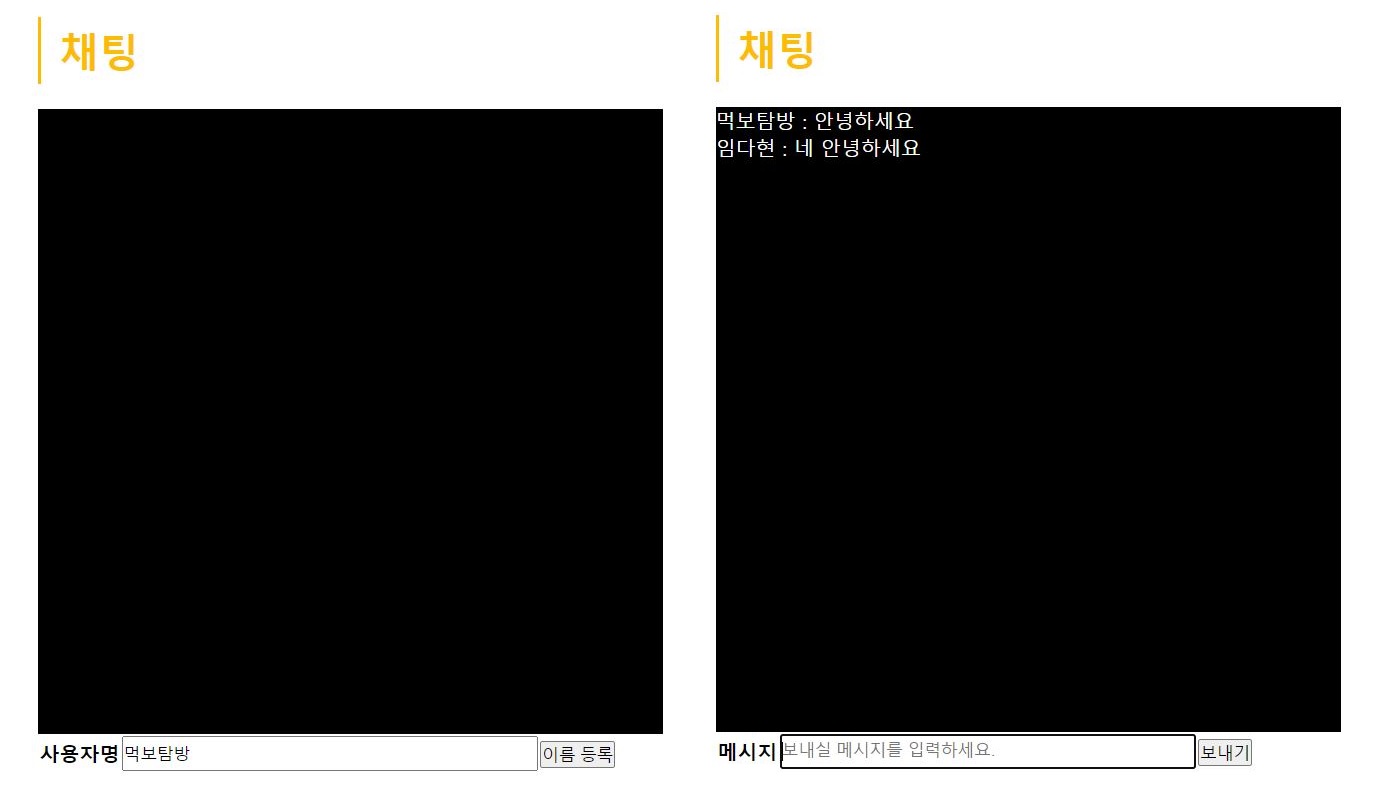 채팅
사용자명 먹보탐방 이름 등록
채팅
먹보탐방 : 안녕하세요
임다현 : 네 안녕하세요
메시지 보내실 메시지를 입력하세요. 보내기